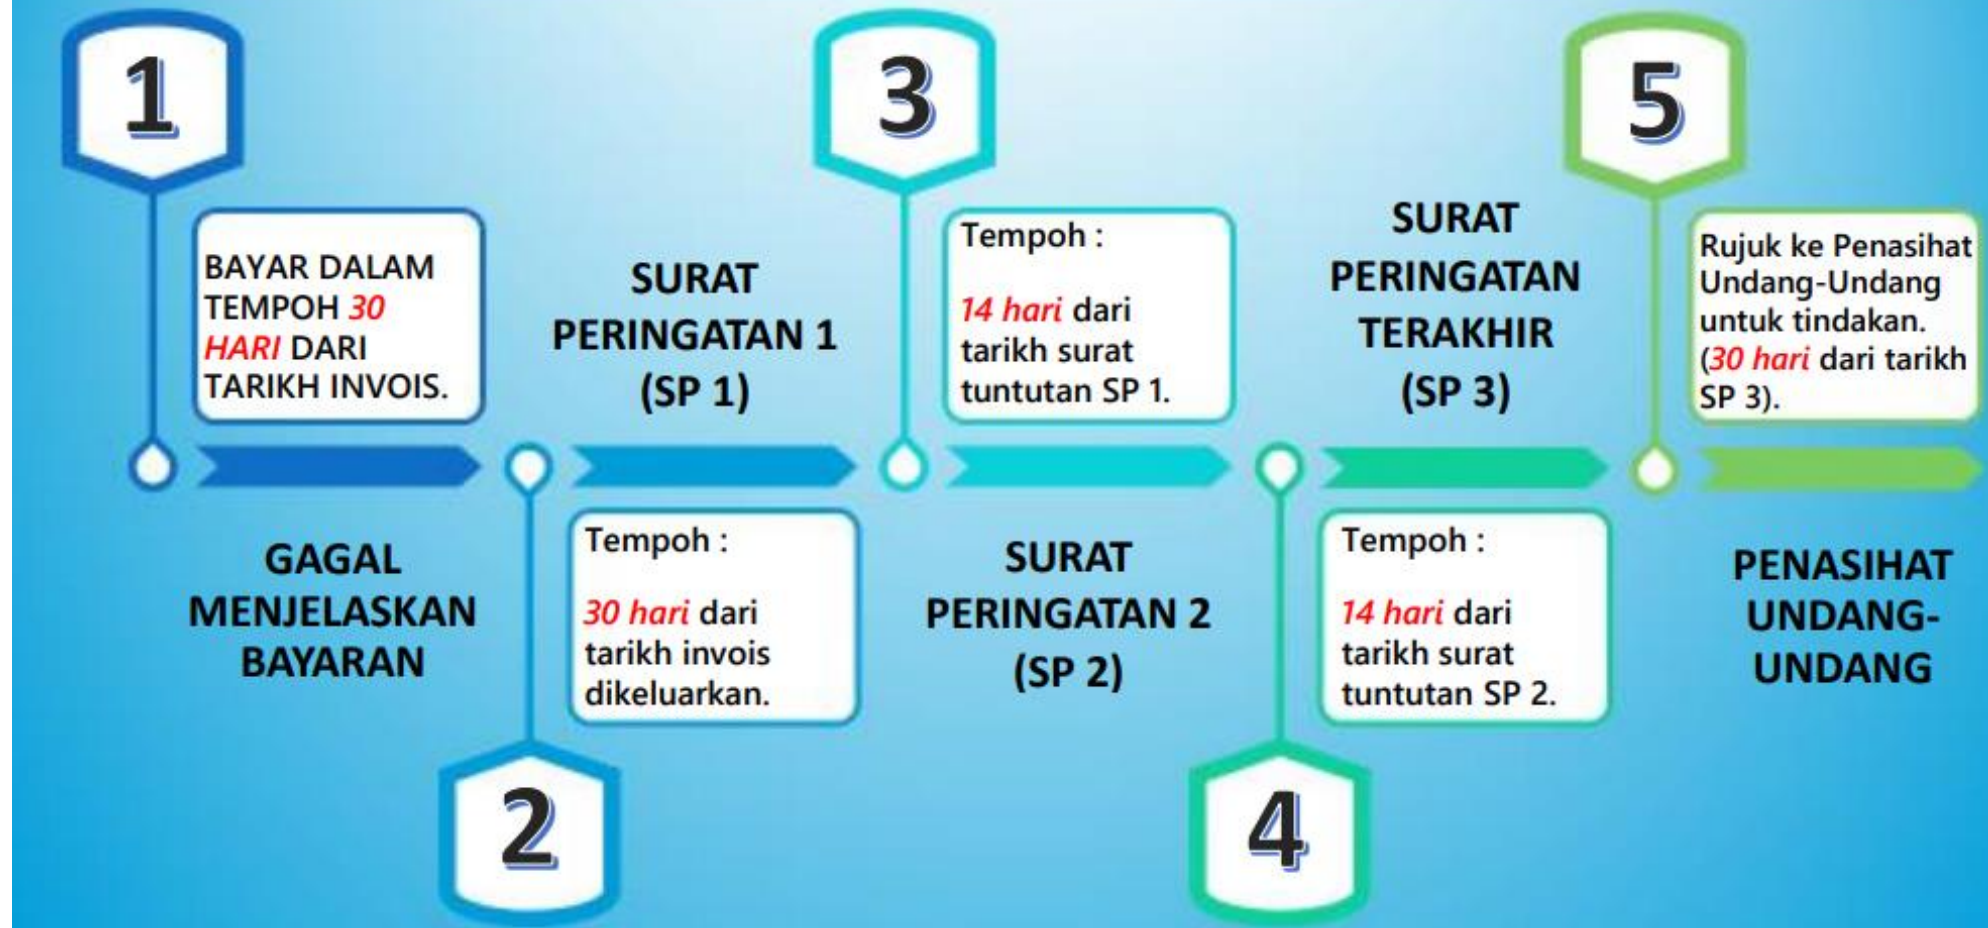 1
BAYAR DALAM
TEMPOH 30
HARI DARI
TARIKH INVOIS.
GAGAL
MENJELASKAN
BAYARAN
2
SURAT
PERINGATAN 1
(SP 1)
Tempoh :
30 hari dari
tarikh invois
dikeluarkan.
3
Tempoh :
14 hari dari
tarikh surat
tuntutan SP 1.
SURAT
PERINGATAN 2
(SP 2)
4
SURAT
PERINGATAN
TERAKHIR
(SP 3)
Tempoh :
14 hari dari
tarikh surat
tuntutan SP 2.
5
Rujuk ke Penasihat
Undang-Undang
untuk tindakan.
(30 hari dari tarikh
SP 3).
PENASIHAT
UNDANG-
UNDANG